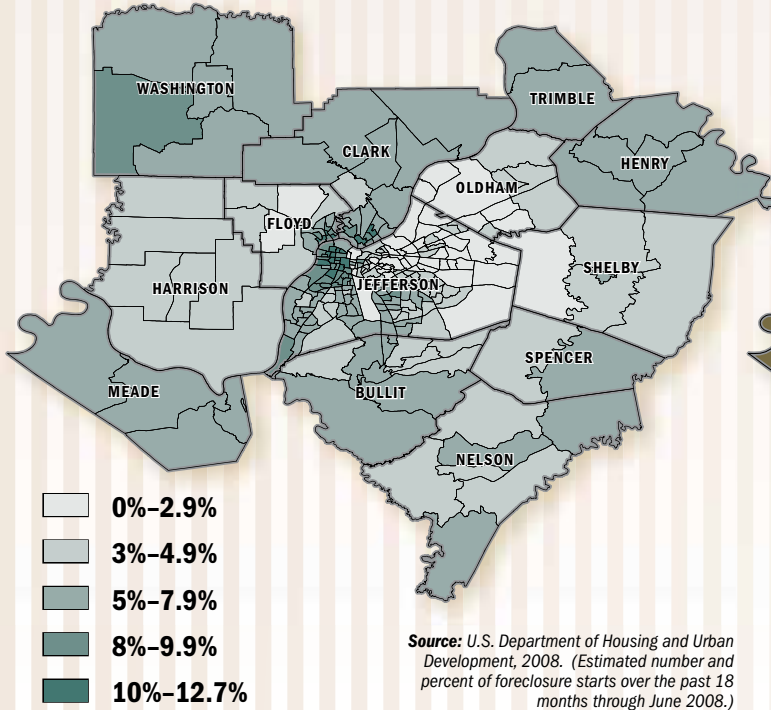 WASHINGTON
TRIMBLE
CLARK
HENRY
OLDHAM
FLOYD
SHELBY
HARRISON
JEFFERSON
SPENCER
MEADE
BULLIT
NELSON
0%–2.9%
3%–4.9%
5%–7.9%
8%–9.9%
10%–12.7%
Source: U.S. Department of Housing and Urban
Development, 2008. (Estimated number and
percent of foreclosure starts over the past 18
months through June 2008.)